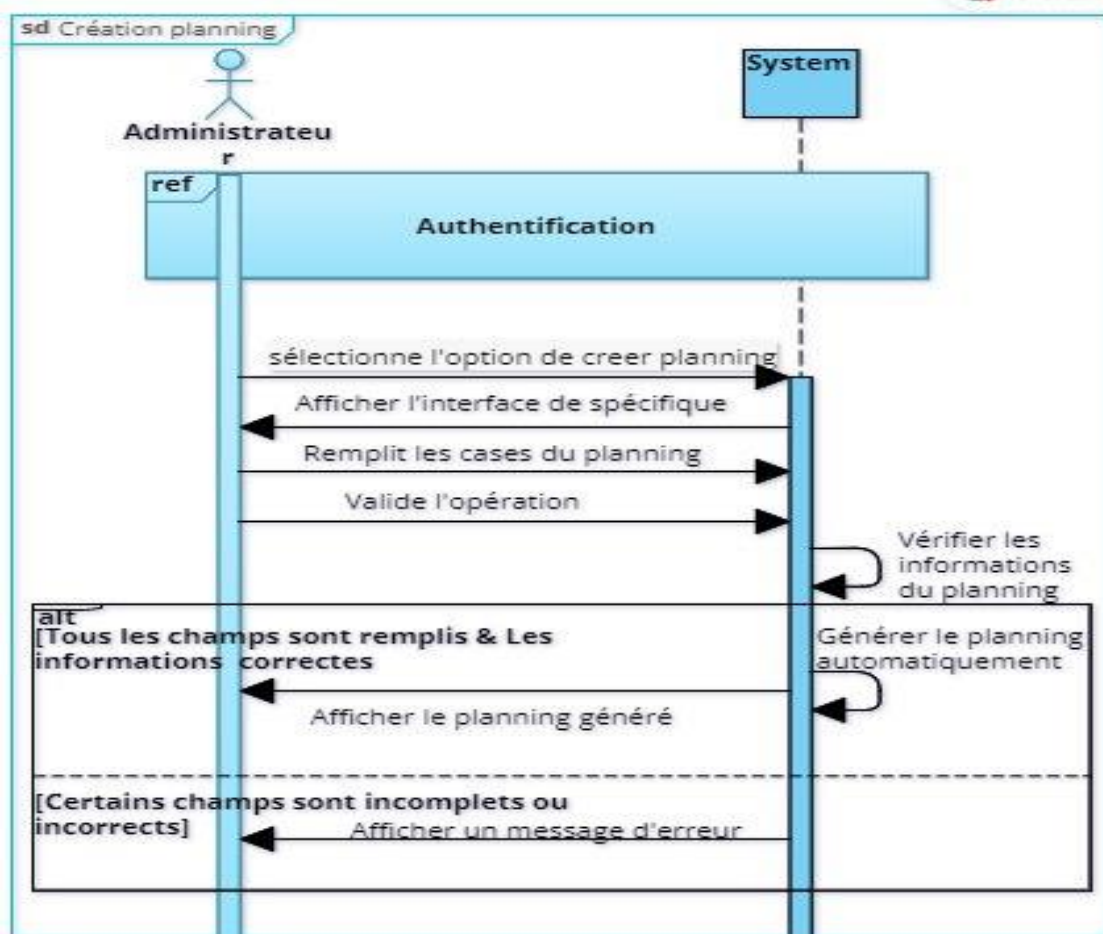 sd Création planning
System
Administrateu
r
ref
Authentification
sélectionne l'option de creer planning
Afficher l'interface de spécifique
Remplit les cases du planning
Valide l'opération
Vérifier les
informations
du planning
alt
[Tous les champs sont remplis & Les
informations correctes
Générer le planning
automatiquement
Afficher le planning généré
[Certains champs sont incomplets ou
incorrects]
Afficher un message d'erreur